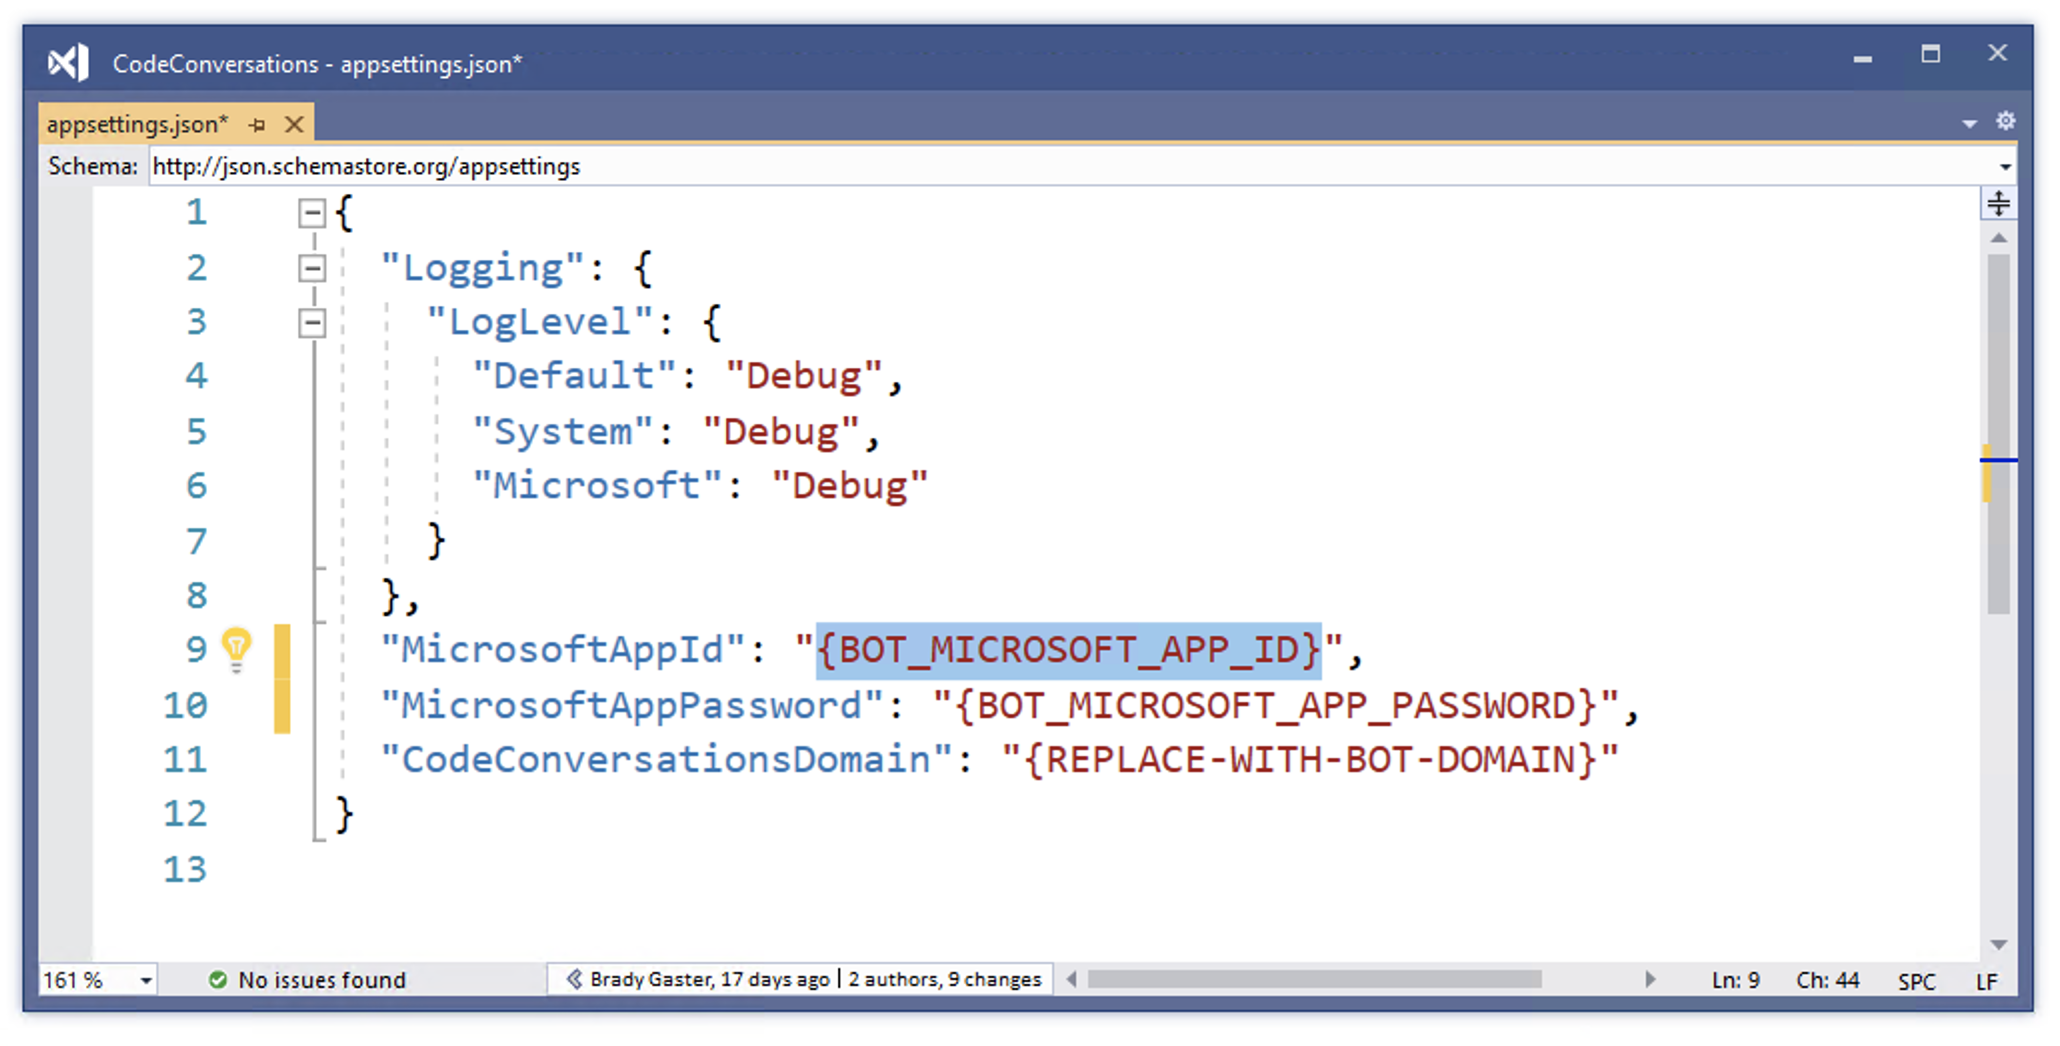 CodeConversations - appsettings.json*
appsettings.json*
Schema: http://json.schemastore.org/appsettings
1 {
2 "Logging": {
3 "LogLevel": {
4 "Default": "Debug",
5 "System": "Debug",
6 "Microsoft": "Debug"
7 }
8 },
9 "MicrosoftAppId": "{BOT_MICROSOFT_APP_ID}",
10 "MicrosoftAppPassword": "{BOT_MICROSOFT_APP_PASSWORD}",
11 "CodeConversationsDomain": "{REPLACE-WITH-BOT-DOMAIN}"
12 }
13
161 % No issues found Brady Gaster, 17 days ago | 2 authors, 9 changes Ln: 9 Ch: 44 SPC LF